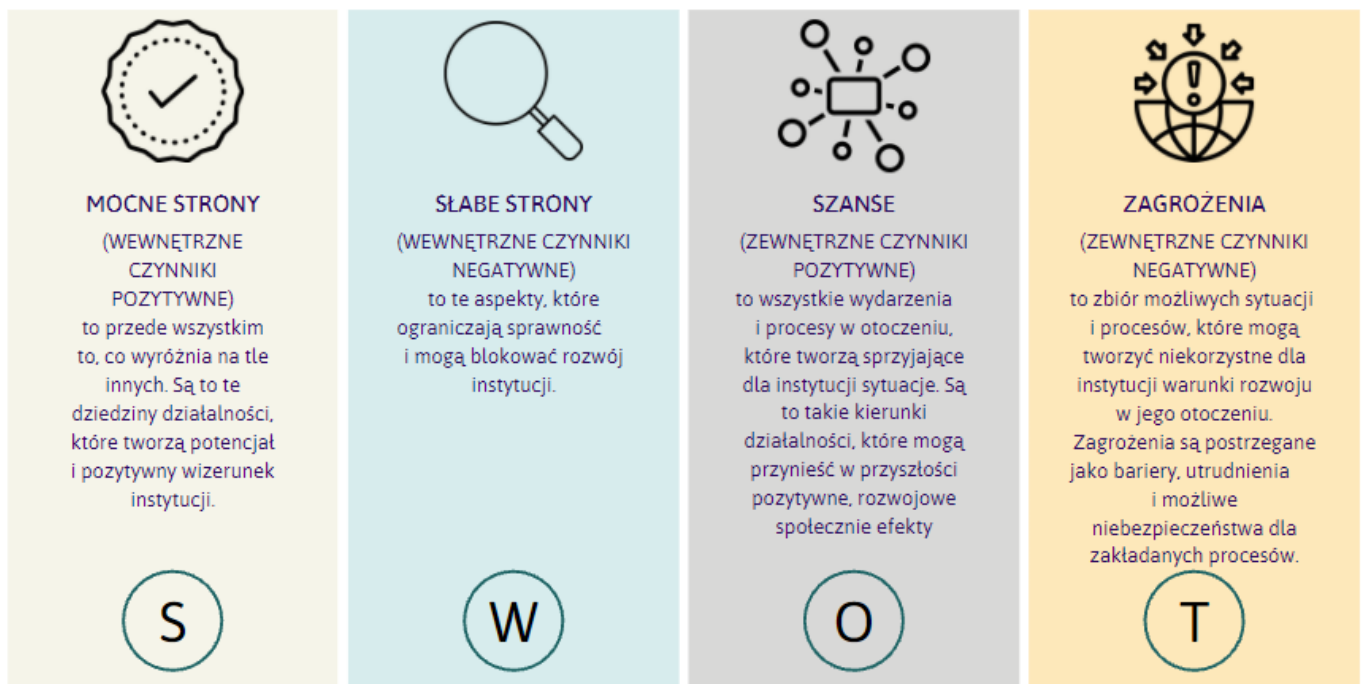 MOCNE STRONY
(WEWNĘTRZNE
CZYNNIKI
POZYTYWNE)
to przede wszystkim
to, co wyróżnia na tle
innych. Są to te
dziedziny działalności,
które tworzą potencjał
i pozytywny wizerunek
instytucji.
S
SŁABE STRONY
(WEWNĘTRZNE CZYNNIKI
NEGATYWNE)
to te aspekty, które
ograniczają sprawność
i mogą blokować rozwój
instytucji.
W
SZANSE
(ZEWNĘTRZNE CZYNNIKI
POZYTYWNE)
to wszystkie wydarzenia
i procesy w otoczeniu,
które tworzą sprzyjające
dla instytucji sytuacje. Są
to takie kierunki
działalności, które mogą
przynieść w przyszłości
pozytywne, rozwojowe
społecznie efekty
O
ZAGROŻENIA
(ZEWNĘTRZNE CZYNNIKI
NEGATYWNE)
to zbiór możliwych sytuacji
i procesów, które mogą
tworzyć niekorzystne dla
instytucji warunki rozwoju
w jego otoczeniu.
Zagrożenia są postrzegane
jako bariery, utrudnienia
i możliwe
niebezpieczeństwa dla
zakładanych procesów.
T